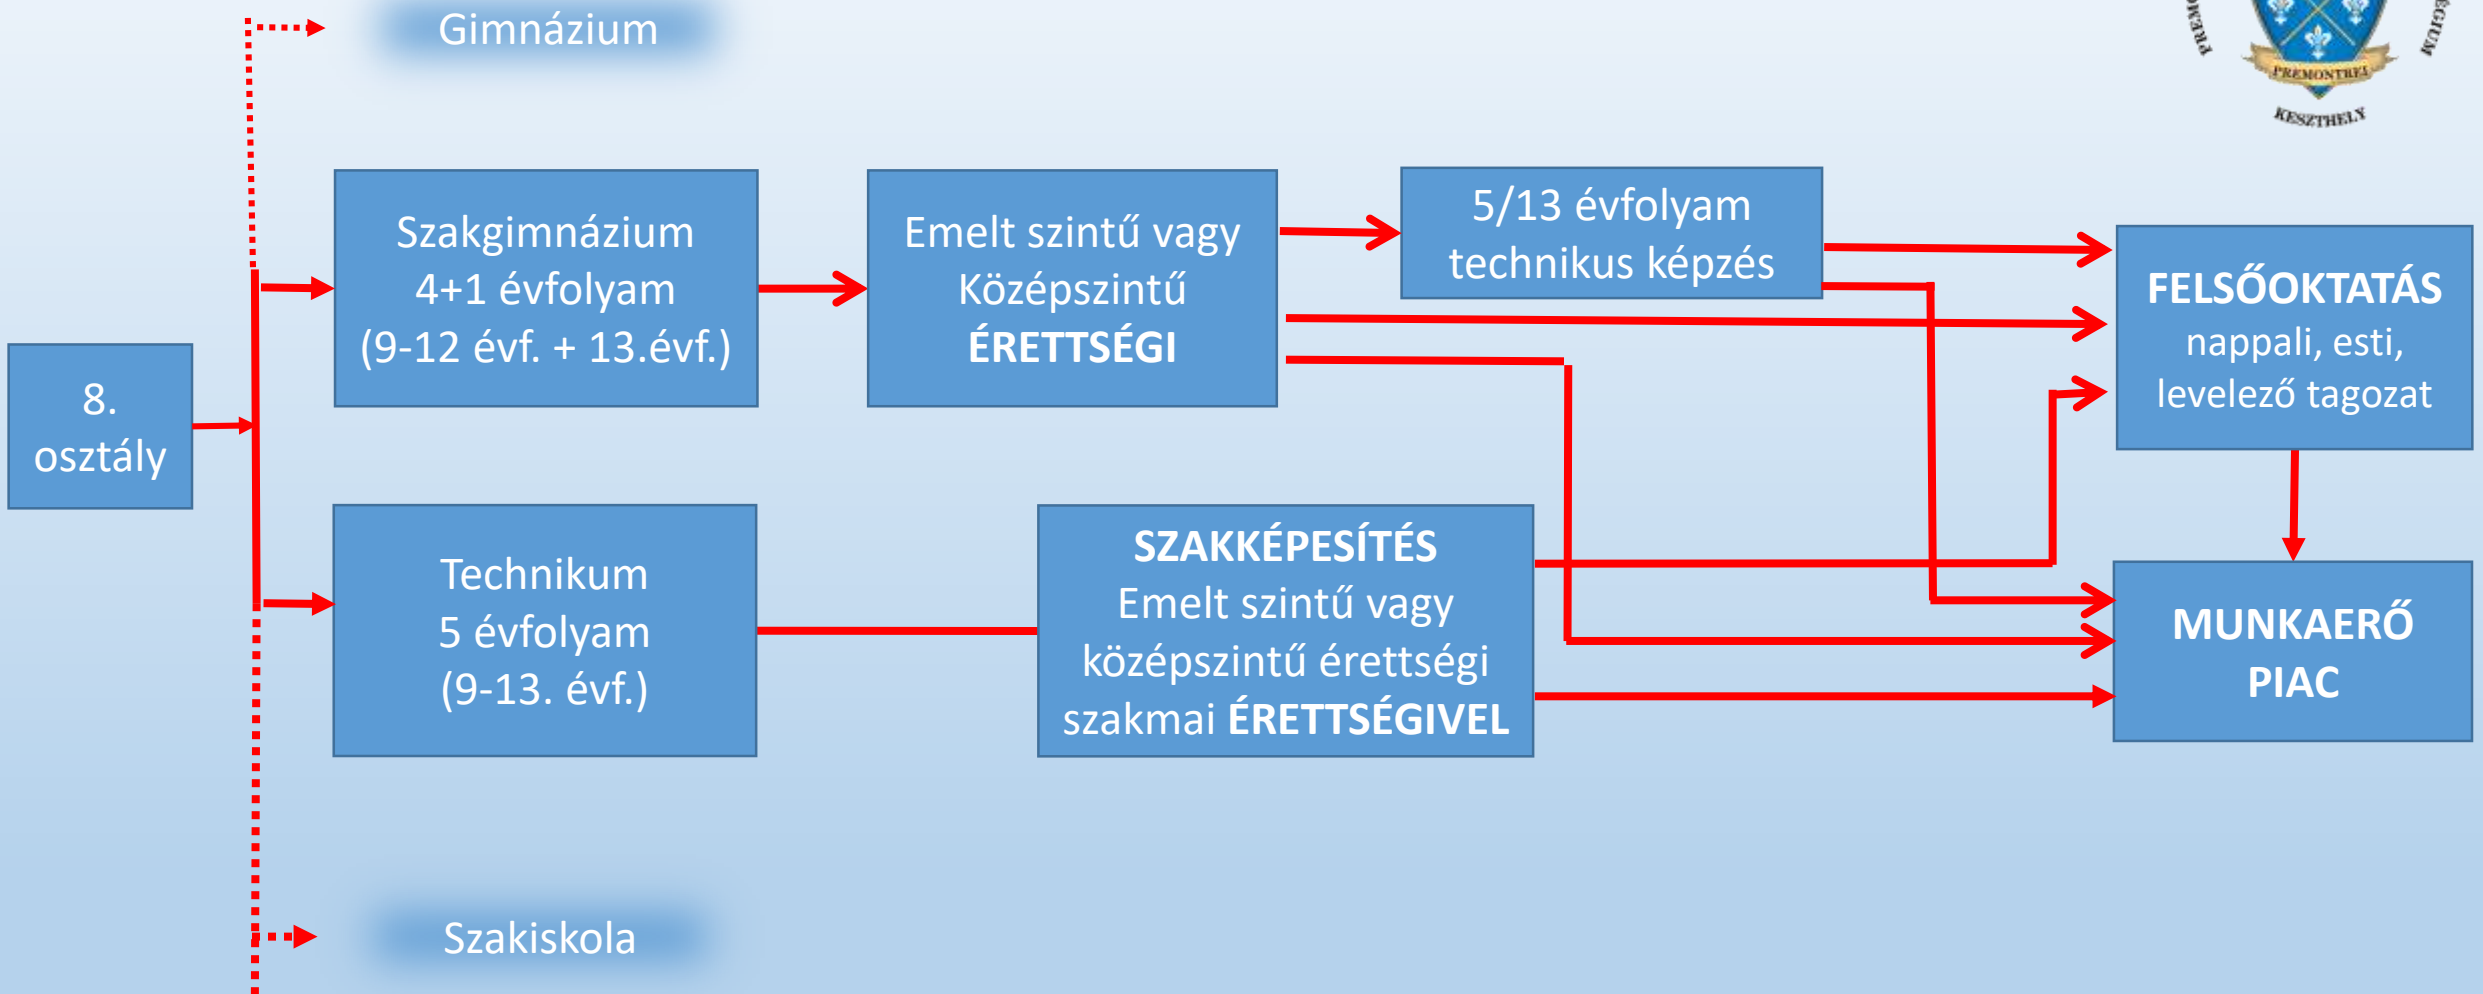 Gimnázium
PREMONTREI
KESZTHELY
Szakgimnázium
4+1 évfolyam
(9-12 évf. + 13.évf.)
Emelt szintű vagy
Középszintű
ÉRETTSÉGI
5/13 évfolyam
technikus képzés
FELSŐOKTATÁS
nappali, esti,
levelező tagozat
8.
osztály
Technikum
5 évfolyam
(9-13. évf.)
SZAKKÉPESÍTÉS
Emelt szintű vagy
középszintű érettségi
szakmai ÉRETTSÉGIVEL
MUNKAERŐ
PIAC
Szakiskola